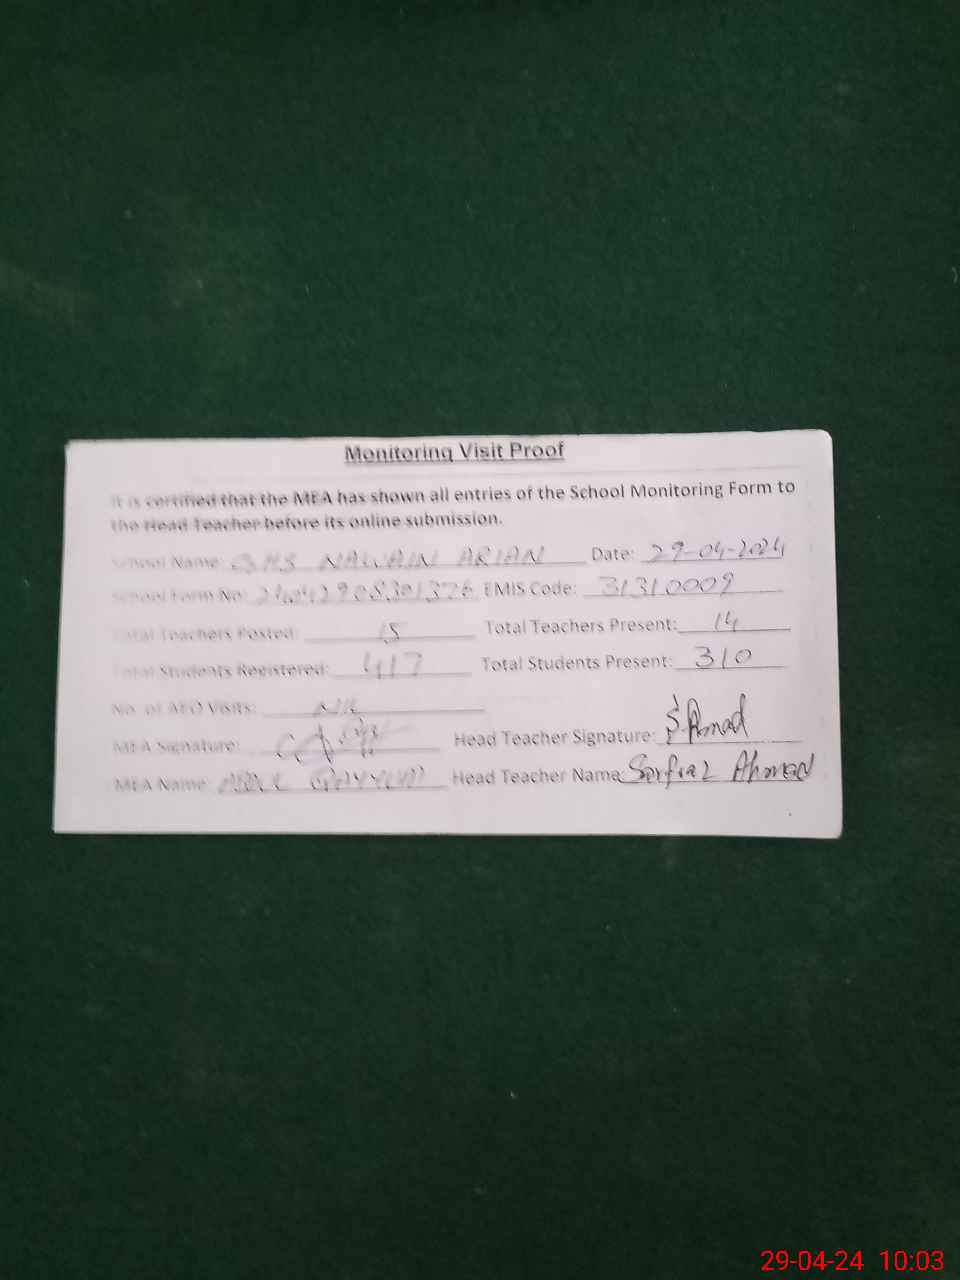 Monitoring Visit Proof
It is certified that the MEA has shown all entries of the School Monitoring Form to
the Head Teacher before its online submission.
School Name: GHS NAWAIN ARIAN Date: 29-04-2024
School Form No: EMIS Code: 31310009
Total Teachers Posted: 15 Total Teachers Present: 14
Total Students Registered: 417 Total Students Present: 310
No. of AEO Visits: NIL
MEA Signature: Head Teacher Signature: S. Ahmad
MEA Name: Head Teacher Name: Sarfraz Ahmad
29-04-24 10:03